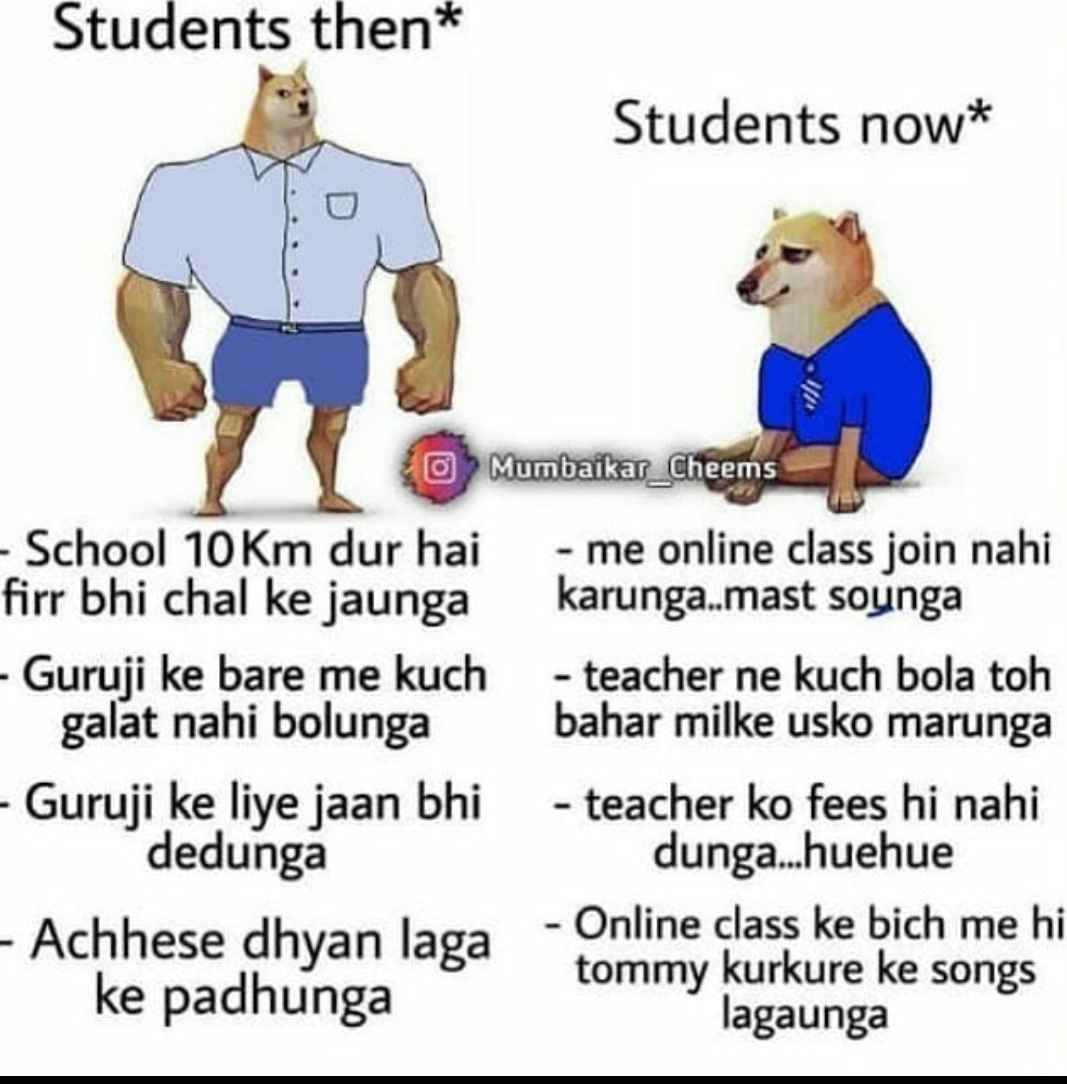 Students then*
Students now*
Mumbaikar_Cheems
- School 10Km dur hai
firr bhi chal ke jaunga
- Guruji ke bare me kuch
galat nahi bolunga
- Guruji ke liye jaan bhi
dedunga
- Achhese dhyan laga
ke padhunga
- me online class join nahi
karunga..mast sounga
- teacher ne kuch bola toh
bahar milke usko marunga
- teacher ko fees hi nahi
dunga...huehue
- Online class ke bich me hi
tommy kurkure ke songs
lagaunga